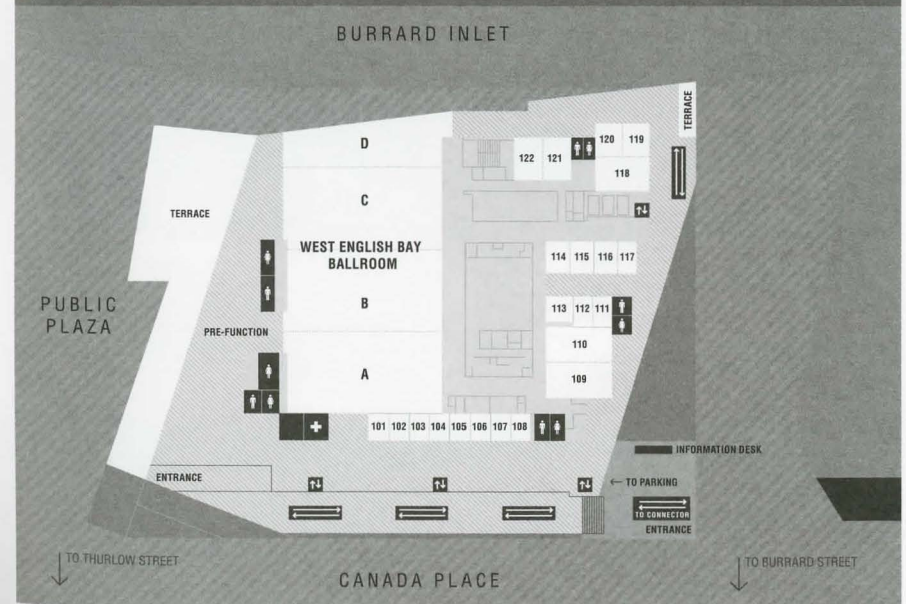 BURRARD INLET
TERRACE
D
120 119
122 121
118
C
TERRACE
WEST ENGLISH BAY
BALLROOM
114 115 116 117
PUBLIC
PLAZA
B
113 112 111
PRE-FUNCTION
110
A
109
101 102 103 104 105 106 107 108
INFORMATION DESK
ENTRANCE
← TO PARKING
TO CONNECTOR
ENTRANCE
TO THURLOW STREET
TO BURRARD STREET
CANADA PLACE